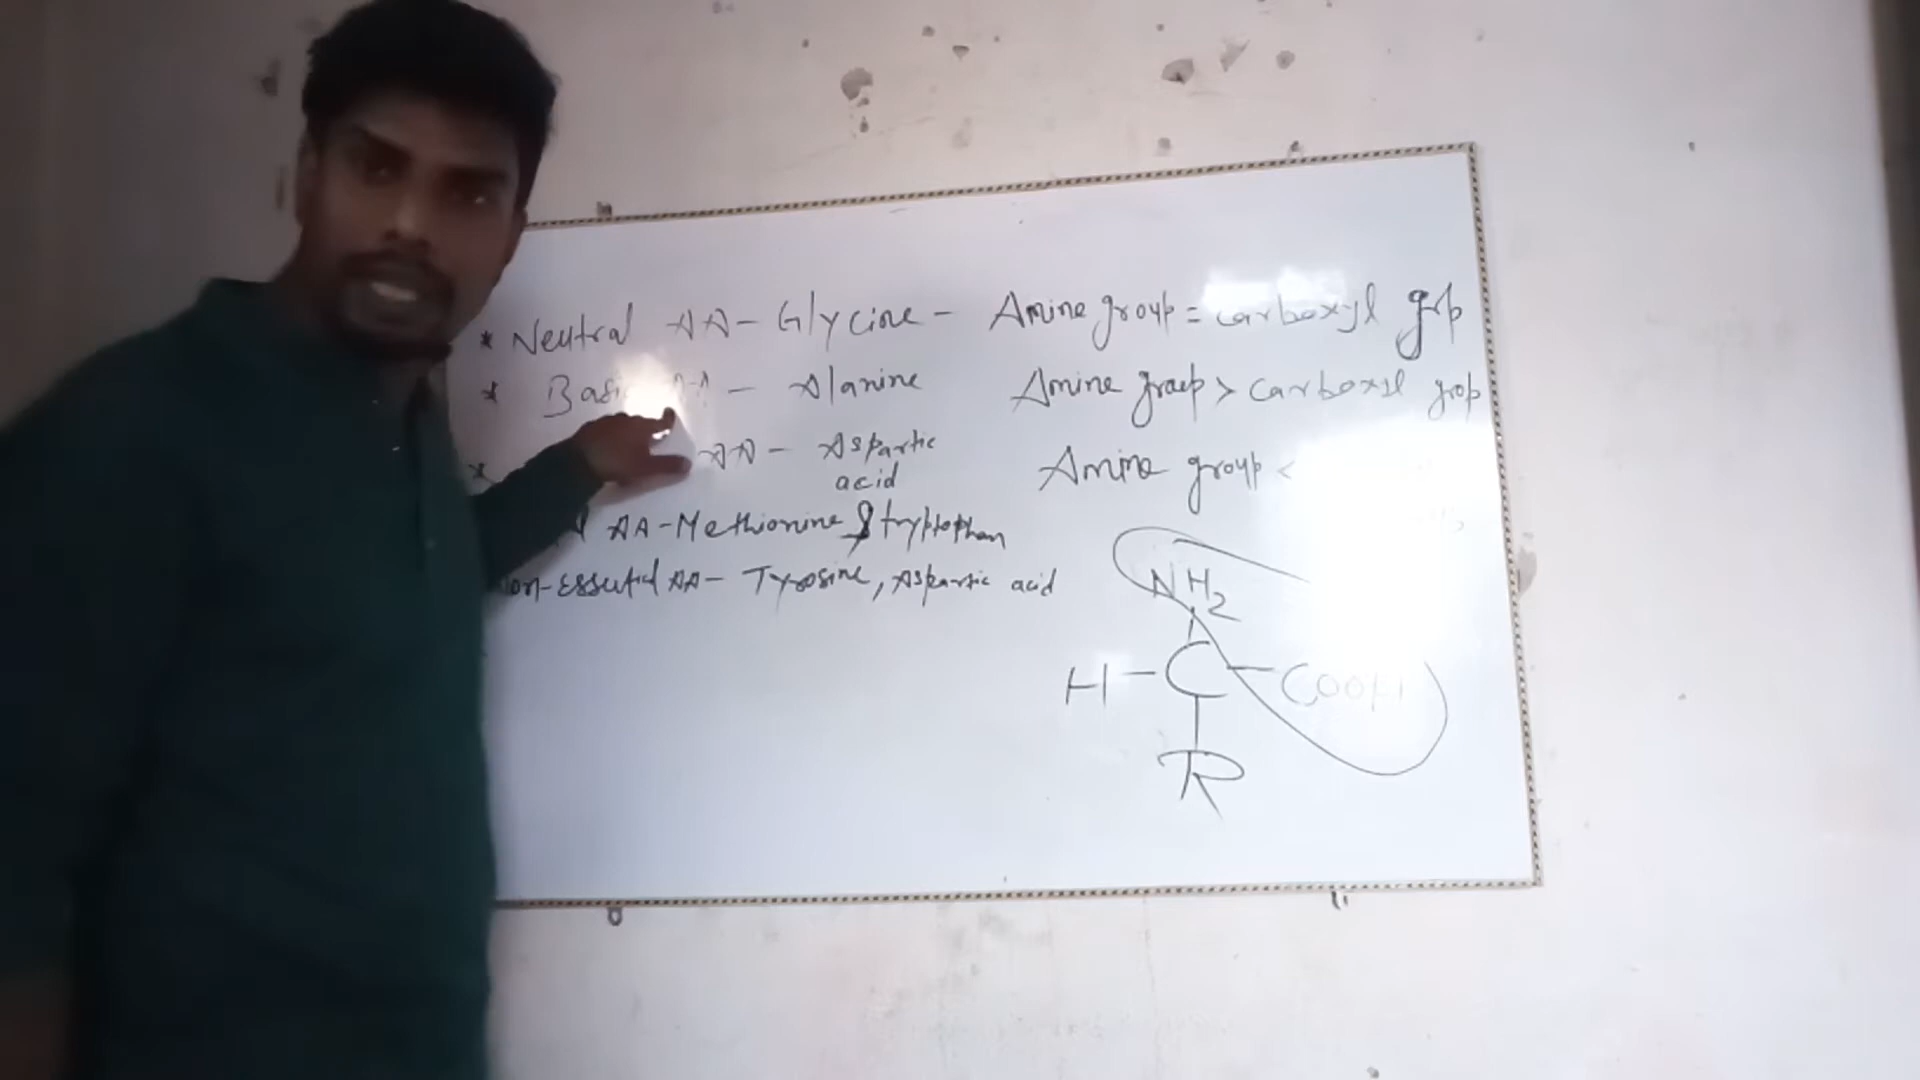 * Neutral AA - Glycine - Amine group = carboxyl grp
* Basic AA - Alanine Amine group > carboxyl grop
* AA - Aspartic acid Amine group <
AA - Methionine & tryptophan
Non-Essential AA - Tyrosine, Aspartic acid
NH2
H - C - COOH
R